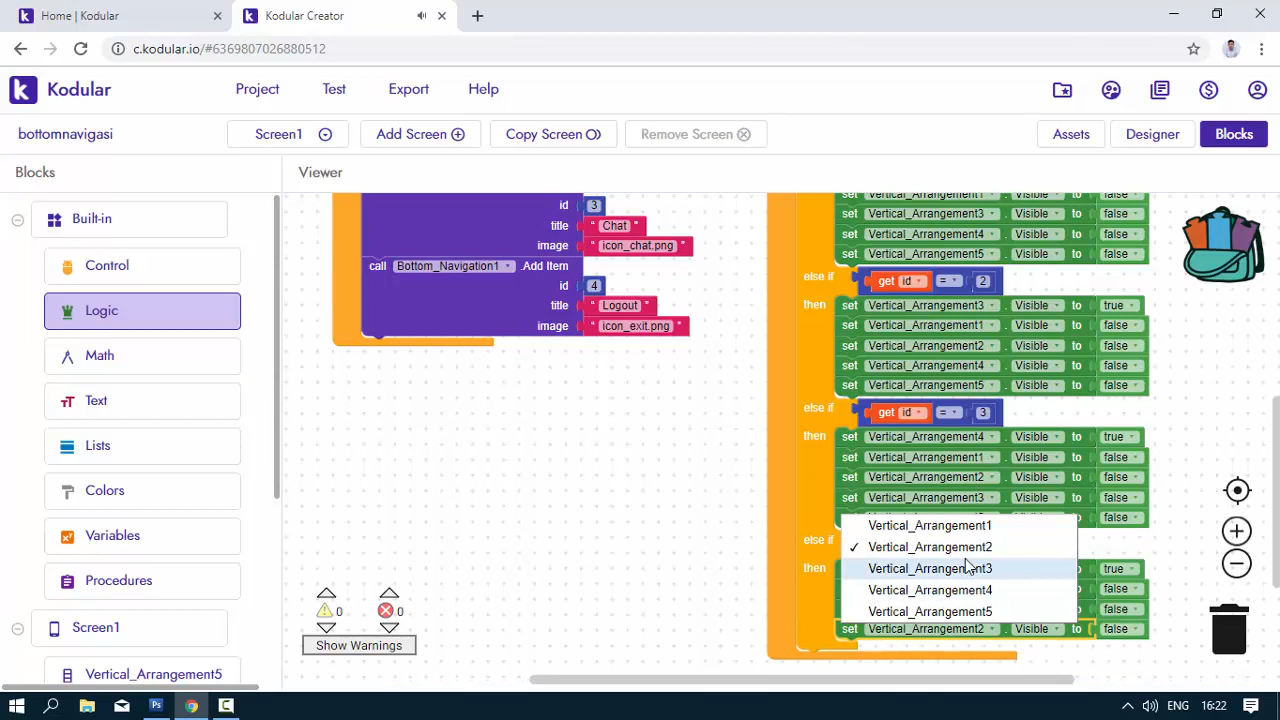 Home | Kodular
Kodular Creator
c.kodular.io/#6369807026880512
Kodular
Project
Test
Export
Help
bottomnavigasi
Screen1
Add Screen
Copy Screen
Remove Screen
Assets
Designer
Blocks
Blocks
Viewer
Built-in
Control
Logic
Math
Text
Lists
Colors
Variables
Procedures
Screen1
Vertical_Arrangement5
id 3
title “ Chat ”
image “ icon_chat.png ”
call Bottom_Navigation1 .Add Item
id 4
title “ Logout ”
image “ icon_exit.png ”
set Vertical_Arrangement1 . Visible to false
set Vertical_Arrangement3 . Visible to false
set Vertical_Arrangement4 . Visible to false
set Vertical_Arrangement5 . Visible to false
else if get id = 2
then set Vertical_Arrangement3 . Visible to true
set Vertical_Arrangement1 . Visible to false
set Vertical_Arrangement2 . Visible to false
set Vertical_Arrangement4 . Visible to false
set Vertical_Arrangement5 . Visible to false
else if get id = 3
then set Vertical_Arrangement4 . Visible to true
set Vertical_Arrangement1 . Visible to false
set Vertical_Arrangement2 . Visible to false
set Vertical_Arrangement3 . Visible to false
false
Vertical_Arrangement1
else if
✓ Vertical_Arrangement2
then
Vertical_Arrangement3
true
Vertical_Arrangement4
false
Vertical_Arrangement5
false
set Vertical_Arrangement2 . Visible to false
0
0
Show Warnings
ENG
16:22